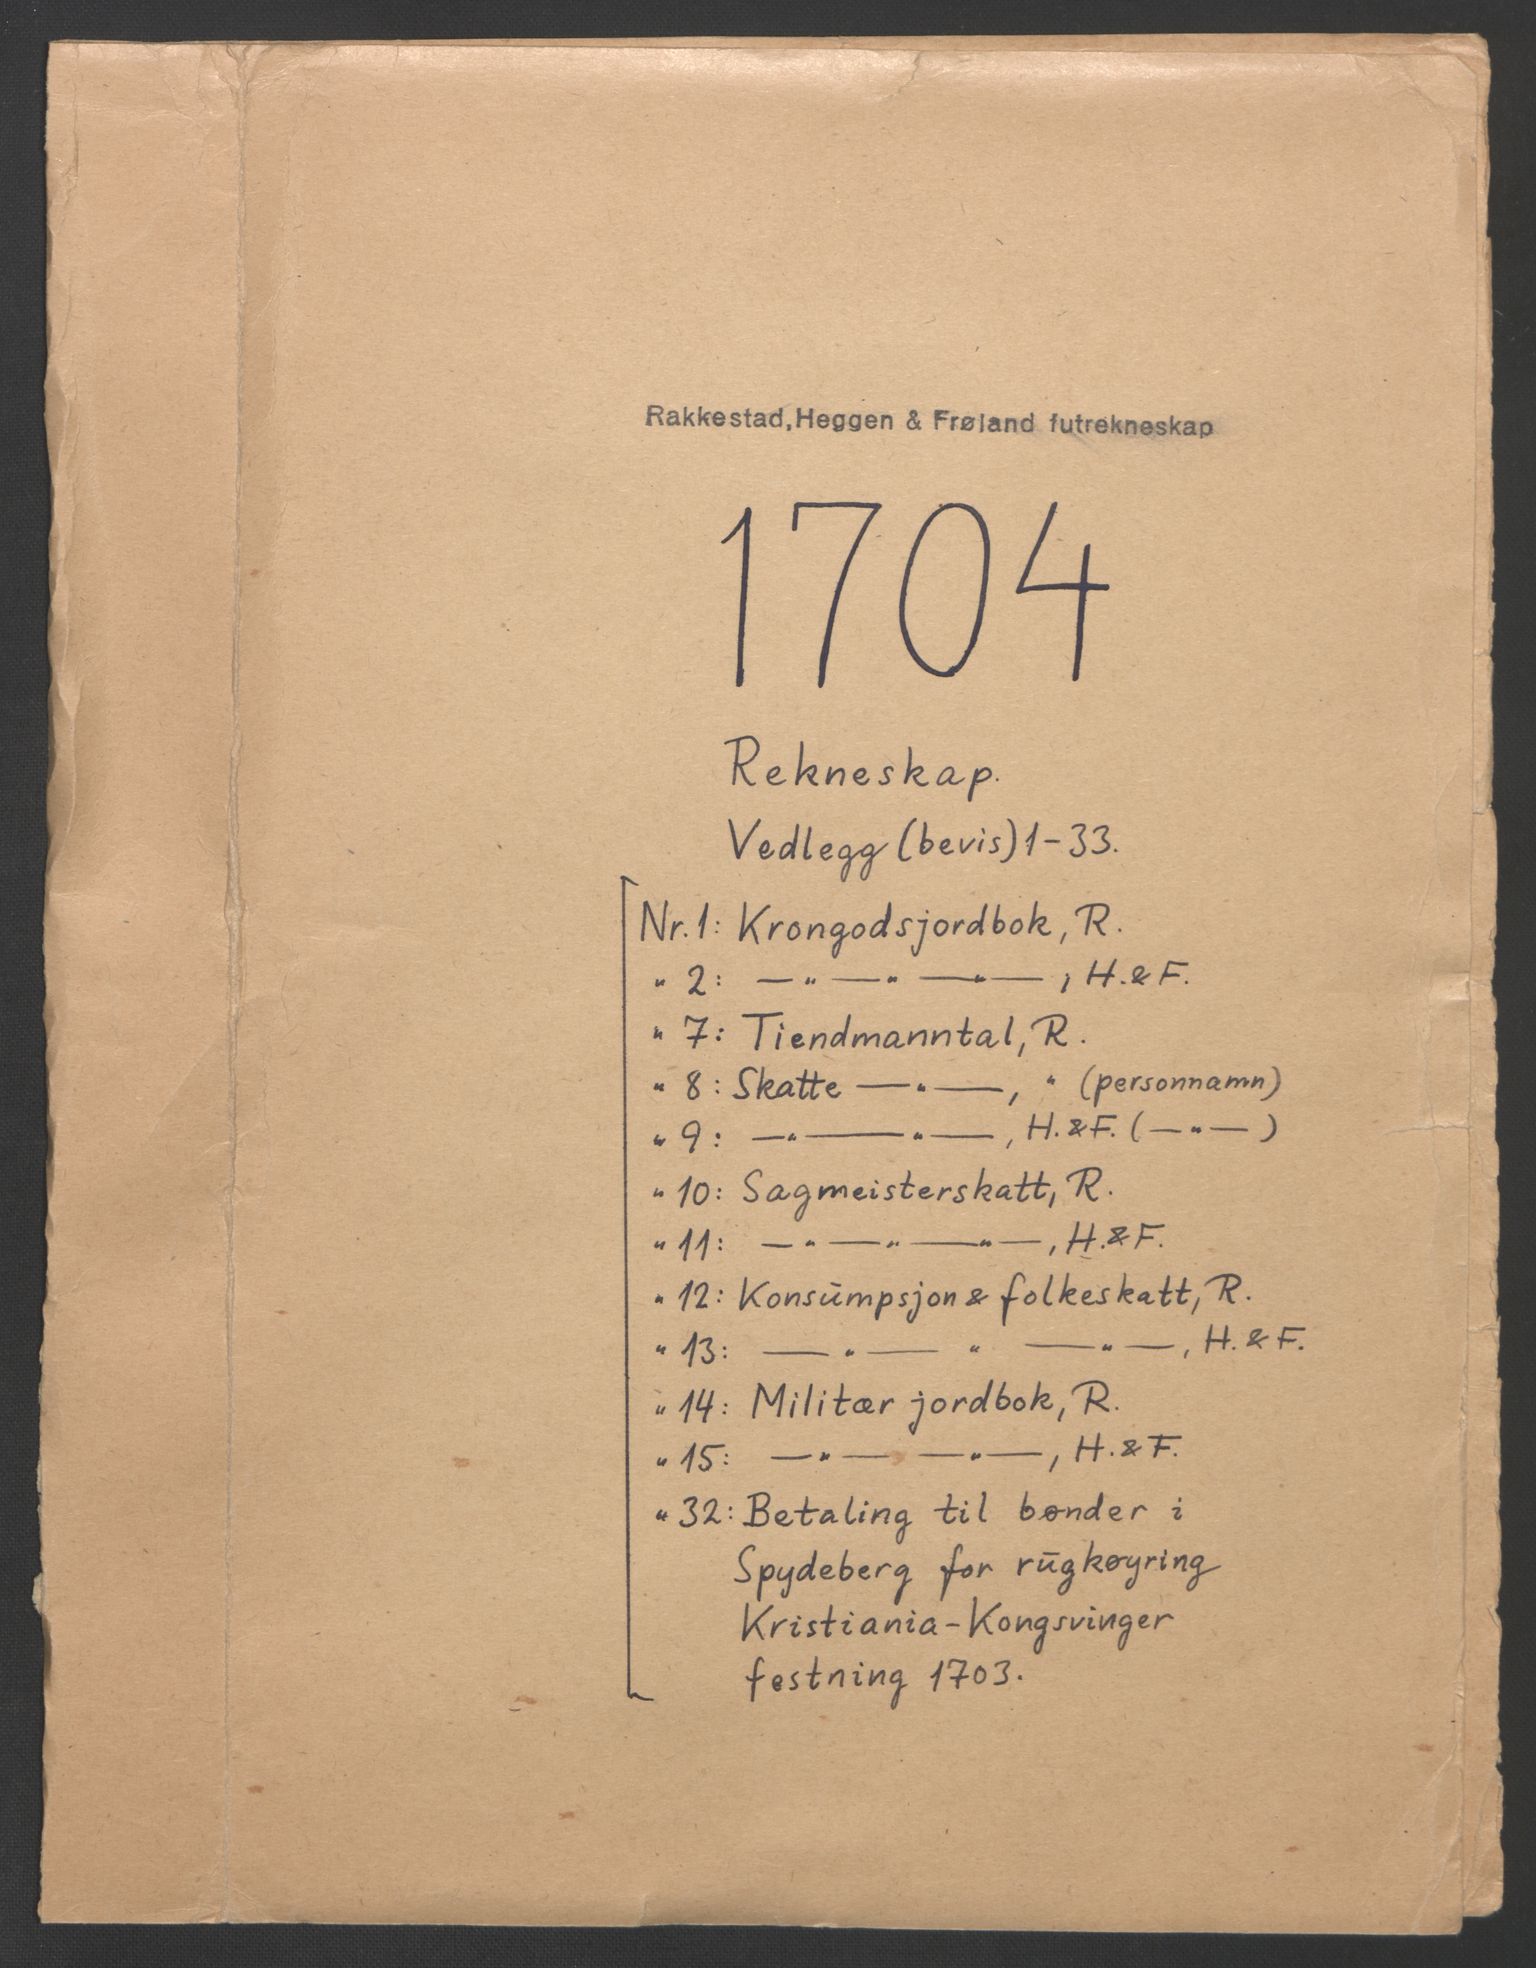 Rakkestad, Heggen & Frøland futrekneskap
1704
Rekneskap.
Vedlegg (bevis) 1-33.
Nr. 1: Krongodsjordbok, R.
" 2: —"—" —"—, H. & F.
" 7: Tiendmanntal, R.
" 8: Skatte —"—, " (personnamn)
" 9: —"——"—, H. & F. (—"—)
" 10: Sagmeisterskatt, R.
" 11: —"—"—"—, H. & F.
" 12: Konsūmpsjon & folkeskatt, R.
" 13: —"— " —"—, H. & F.
" 14: Militær jordbok, R.
" 15: —"— —"—, H. & F.
" 32: Betaling til bønder i
Spydeberg for rūgkøyring
Kristiania-Kongsvinger
festning 1703.